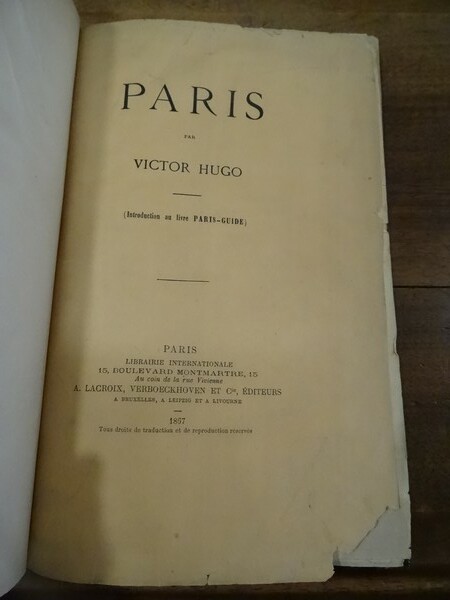 PARIS
PAR
VICTOR HUGO
(Introduction au livre PARIS-GUIDE)
PARIS
LIBRAIRIE INTERNATIONALE
15, BOULEVARD MONTMARTRE, 15
Au coin de la rue Vivienne
A. LACROIX, VERBOECKHOVEN ET Cie, ÉDITEURS
A BRUXELLES, A LEIPZIG ET A LIVOURNE
1867
Tous droits de traduction et de reproduction réservés